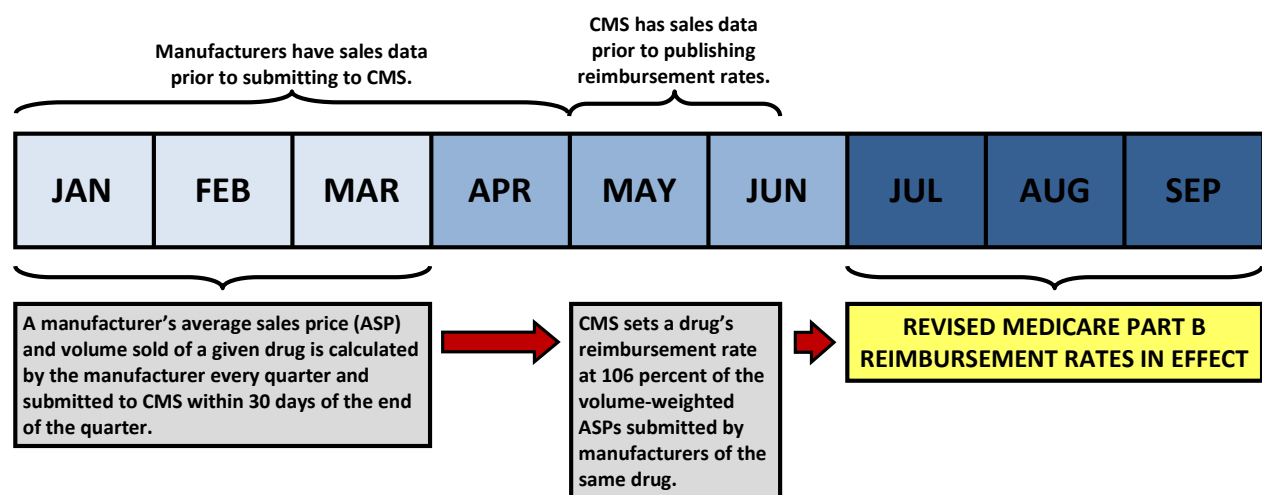 Manufacturers have sales data
prior to submitting to CMS.
CMS has sales data
prior to publishing
reimbursement rates.
JAN
FEB
MAR
APR
MAY
JUN
JUL
AUG
SEP
A manufacturer's average sales price (ASP)
and volume sold of a given drug is calculated
by the manufacturer every quarter and
submitted to CMS within 30 days of the end
of the quarter.
CMS sets a drug's
reimbursement rate
at 106 percent of the
volume-weighted
ASPs submitted by
manufacturers of the
same drug.
REVISED MEDICARE PART B
REIMBURSEMENT RATES IN EFFECT